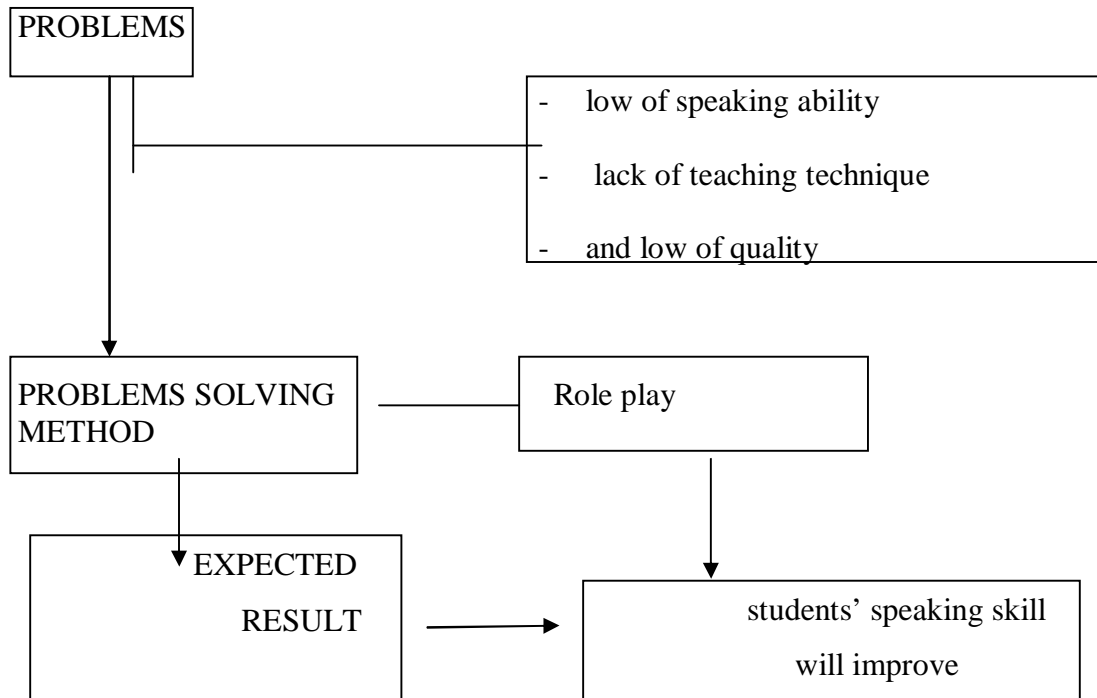 PROBLEMS
- low of speaking ability
- lack of teaching technique
- and low of quality
PROBLEMS SOLVING
METHOD
Role play
EXPECTED
RESULT
students’ speaking skill
will improve